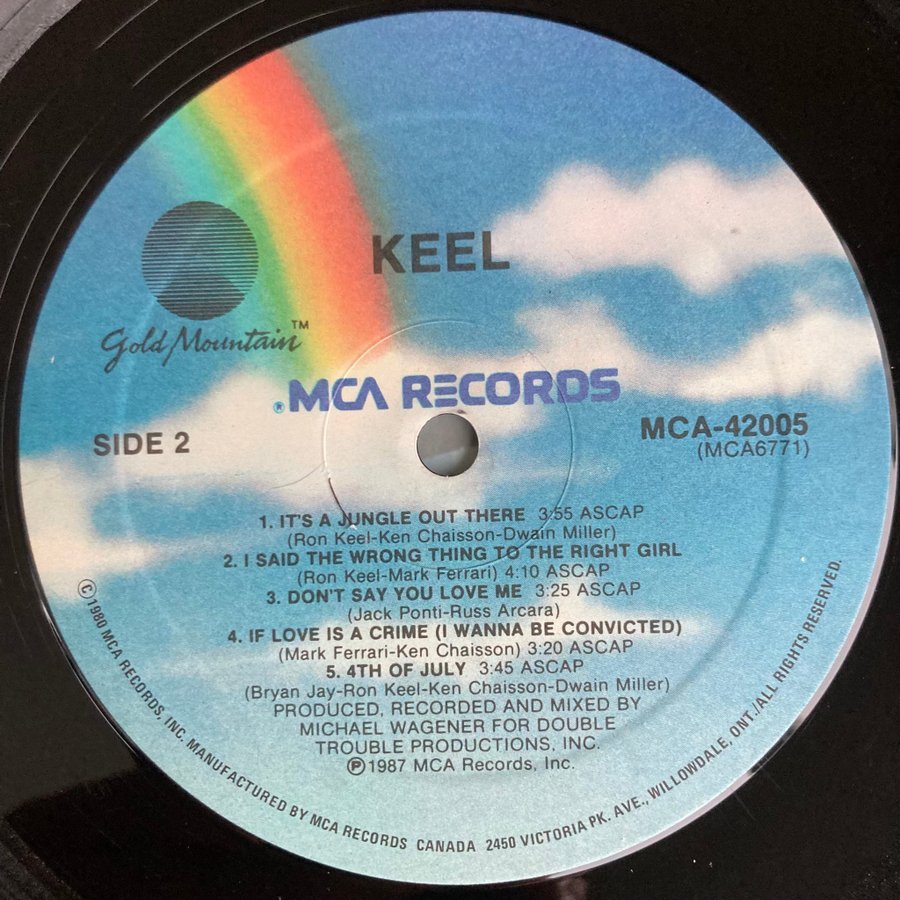 KEEL
Gold Mountain™
®MCA RECORDS
SIDE 2
MCA-42005
(MCA6771)
1. IT'S A JUNGLE OUT THERE 3:55 ASCAP
(Ron Keel-Ken Chaisson-Dwain Miller)
2. I SAID THE WRONG THING TO THE RIGHT GIRL
(Ron Keel-Mark Ferrari) 4:10 ASCAP
3. DON'T SAY YOU LOVE ME 3:25 ASCAP
(Jack Ponti-Russ Arcara)
4. IF LOVE IS A CRIME (I WANNA BE CONVICTED)
(Mark Ferrari-Ken Chaisson) 3:20 ASCAP
5. 4TH OF JULY 3:45 ASCAP
(Bryan Jay-Ron Keel-Ken Chaisson-Dwain Miller)
PRODUCED, RECORDED AND MIXED BY
MICHAEL WAGENER FOR DOUBLE
TROUBLE PRODUCTIONS, INC.
℗1987 MCA Records, Inc.
©1980 MCA RECORDS, INC. MANUFACTURED BY MCA RECORDS CANADA 2450 VICTORIA PK. AVE., WILLOWDALE, ONT./ALL RIGHTS RESERVED.